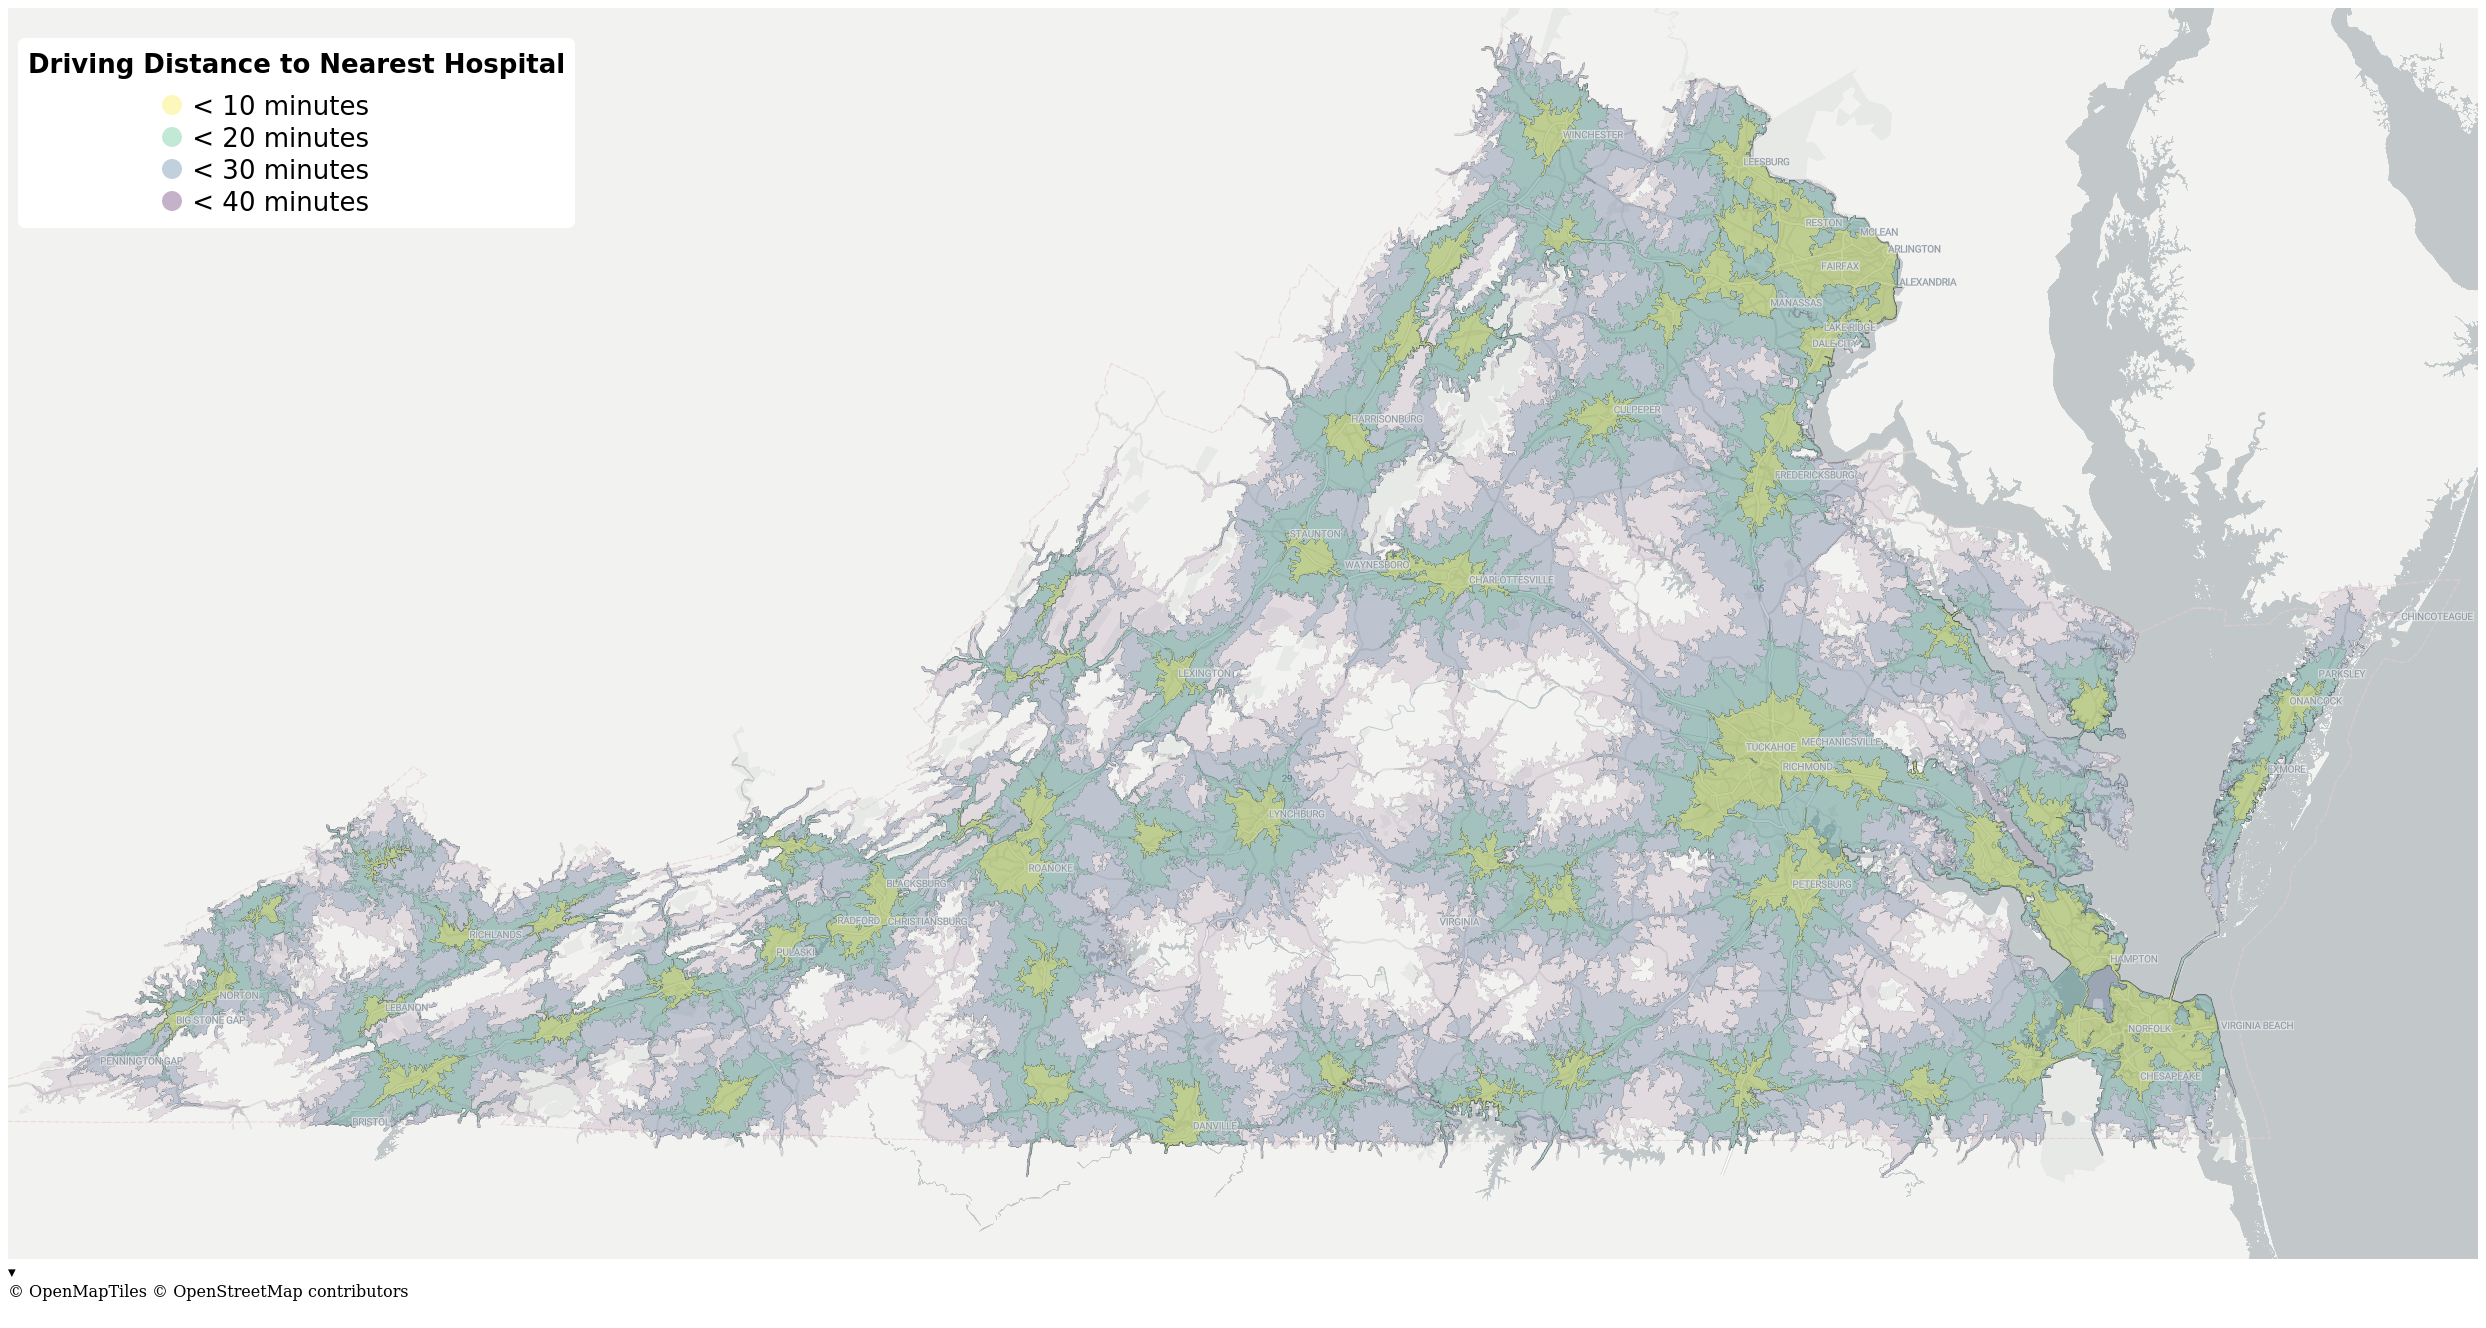 Driving Distance to Nearest Hospital
< 10 minutes
< 20 minutes
< 30 minutes
< 40 minutes
WINCHESTER
LEESBURG
RESTON
MCLEAN
ARLINGTON
FAIRFAX
ALEXANDRIA
MANASSAS
LAKE RIDGE
DALE CITY
CULPEPER
HARRISONBURG
FREDERICKSBURG
STAUNTON
WAYNESBORO
CHARLOTTESVILLE
95
64
CHINCOTEAGUE
LEXINGTON
PARKSLEY
ONANCOCK
MECHANICSVILLE
TUCKAHOE
RICHMOND
EXMORE
29
LYNCHBURG
ROANOKE
BLACKSBURG
PETERSBURG
RADFORD
CHRISTIANSBURG
VIRGINIA
RICHLANDS
PULASKI
HAMPTON
NORTON
LEBANON
BIG STONE GAP
VIRGINIA BEACH
NORFOLK
PENNINGTON GAP
CHESAPEAKE
BRISTOL
DANVILLE
▾
© OpenMapTiles © OpenStreetMap contributors